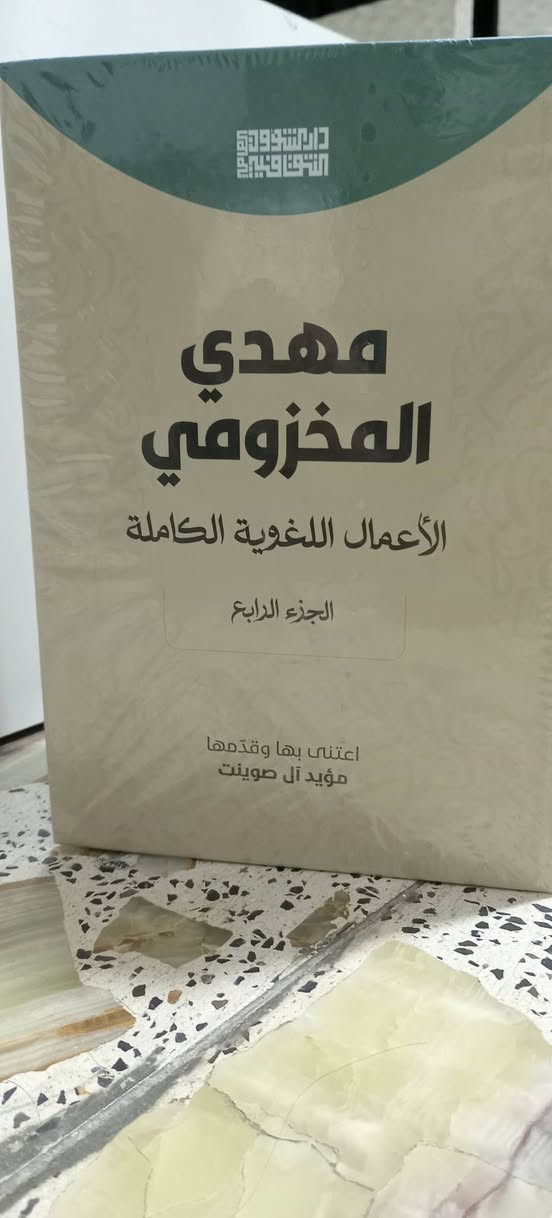 دار الشؤون
الثقافية
مهدي
المخزومي
الأعمال اللغوية الكاملة
الجزء الرابع
اعتنى بها وقدّمها
مؤيد آل صوينت